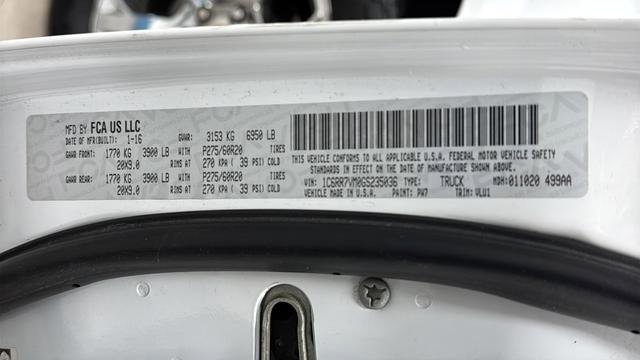 MFD BY FCA US LLC
DATE OF MFR(BUILT): 1-16 GVWR: 3153 KG 6950 LB
GAWR FRONT: 1770 KG 3900 LB WITH P275/60R20 TIRES
20X9.0 RIMS AT 270 KPA ( 39 PSI) COLD
GAWR REAR: 1770 KG 3900 LB WITH P275/60R20 TIRES
20X9.0 RIMS AT 270 KPA ( 39 PSI) COLD
THIS VEHICLE CONFORMS TO ALL APPLICABLE U.S.A. FEDERAL MOTOR VEHICLE SAFETY
STANDARDS IN EFFECT ON THE DATE OF MANUFACTURE SHOWN ABOVE.
VIN: 1C6RR7VM0GS235036 TYPE: TRUCK MDH: 011020 499AA
VEHICLE MADE IN U.S.A. PAINT: PW7 TRIM: VLU1